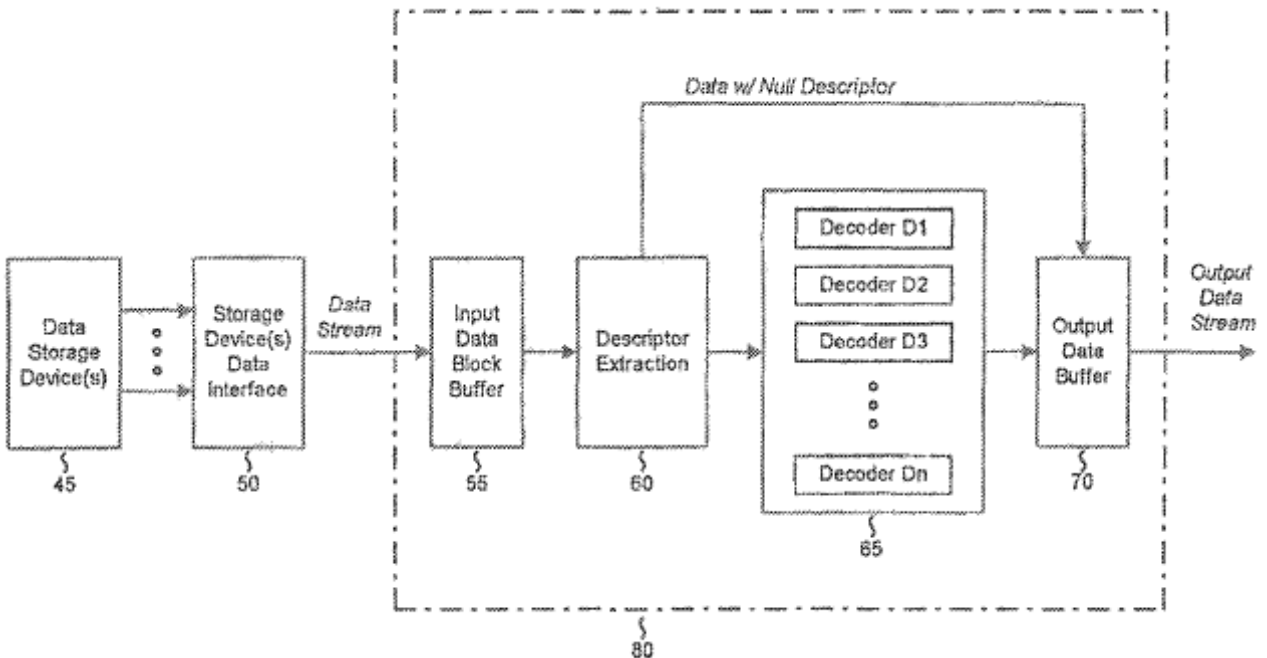 Data w/ Null Descriptor
Data
Storage
Device(s)
45
Storage
Device(s)
Data
Interface
50
Data
Stream
Input
Data
Block
Buffer
55
Descriptor
Extraction
60
Decoder D1
Decoder D2
Decoder D3
Decoder Dn
65
Output
Data
Buffer
70
Output
Data
Stream
80